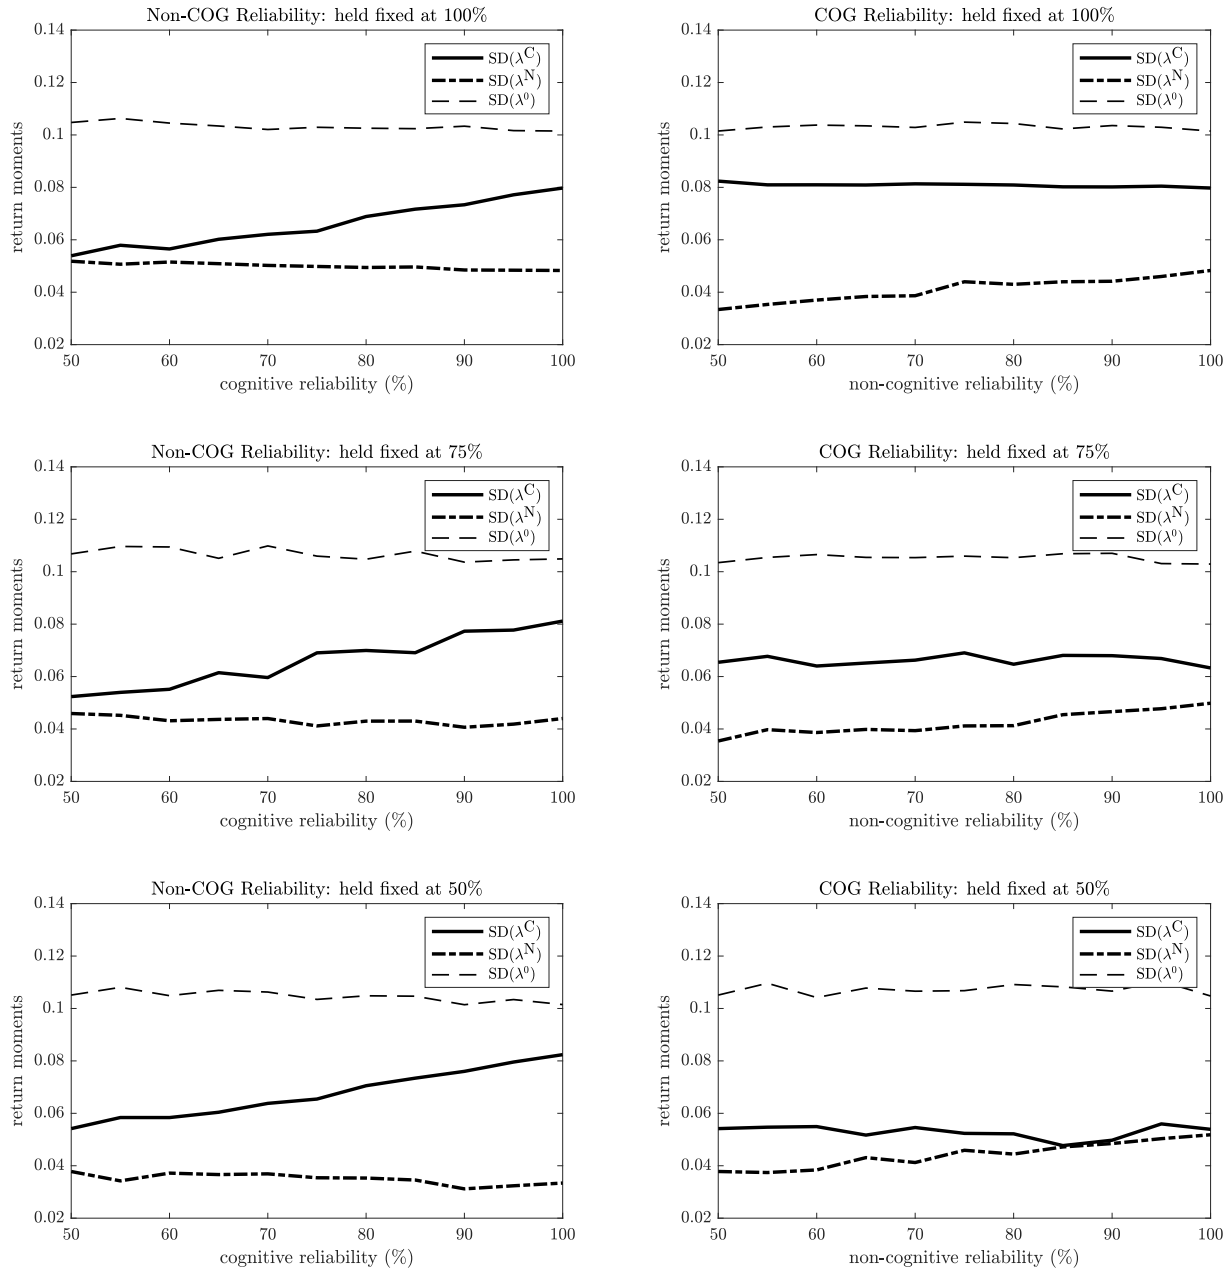 Non-COG Reliability: held fixed at 100%
0.14
0.12
0.1
0.08
0.06
0.04
0.02
return moments
SD(λ^C)
SD(λ^N)
SD(λ⁰)
50 60 70 80 90 100
cognitive reliability (%)
COG Reliability: held fixed at 100%
0.14
0.12
0.1
0.08
0.06
0.04
0.02
return moments
SD(λ^C)
SD(λ^N)
SD(λ⁰)
50 60 70 80 90 100
non-cognitive reliability (%)
Non-COG Reliability: held fixed at 75%
0.14
0.12
0.1
0.08
0.06
0.04
0.02
return moments
SD(λ^C)
SD(λ^N)
SD(λ⁰)
50 60 70 80 90 100
cognitive reliability (%)
COG Reliability: held fixed at 75%
0.14
0.12
0.1
0.08
0.06
0.04
0.02
return moments
SD(λ^C)
SD(λ^N)
SD(λ⁰)
50 60 70 80 90 100
non-cognitive reliability (%)
Non-COG Reliability: held fixed at 50%
0.14
0.12
0.1
0.08
0.06
0.04
0.02
return moments
SD(λ^C)
SD(λ^N)
SD(λ⁰)
50 60 70 80 90 100
cognitive reliability (%)
COG Reliability: held fixed at 50%
0.14
0.12
0.1
0.08
0.06
0.04
0.02
return moments
SD(λ^C)
SD(λ^N)
SD(λ⁰)
50 60 70 80 90 100
non-cognitive reliability (%)